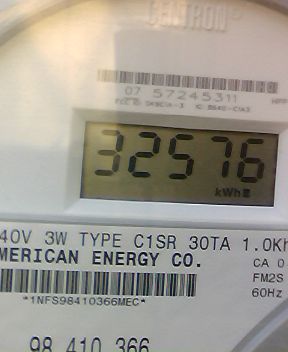 CENTRON®
07 57245311
32576
kWh
40V 3W TYPE C1SR 30TA 1.0Kh
MERICAN ENERGY CO.
CA 0
FM2S
*1NFS98410366MEC*
60Hz
98 410 366